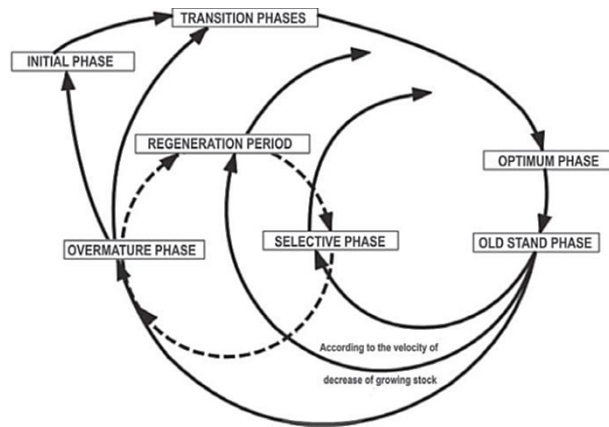 TRANSITION PHASES
INITIAL PHASE
REGENERATION PERIOD
OPTIMUM PHASE
OVERMATURE PHASE
SELECTIVE PHASE
OLD STAND PHASE
According to the velocity of
decrease of growing stock